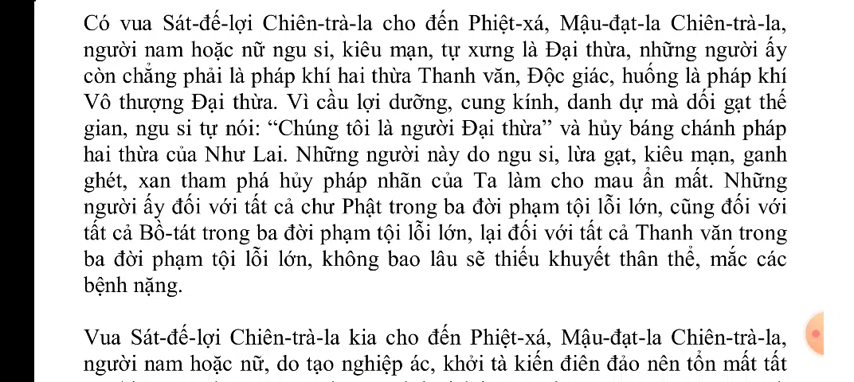 Có vua Sát-đế-lợi Chiên-trà-la cho đến Phiệt-xá, Mậu-đạt-la Chiên-trà-la,
người nam hoặc nữ ngu si, kiêu mạn, tự xưng là Đại thừa, những người ấy
còn chẳng phải là pháp khí hai thừa Thanh văn, Độc giác, huống là pháp khí
Vô thượng Đại thừa. Vì cầu lợi dưỡng, cung kính, danh dự mà dối gạt thế
gian, ngu si tự nói: “Chúng tôi là người Đại thừa” và hủy báng chánh pháp
hai thừa của Như Lai. Những người này do ngu si, lừa gạt, kiêu mạn, ganh
ghét, xan tham phá hủy pháp nhãn của Ta làm cho mau ẩn mất. Những
người ấy đối với tất cả chư Phật trong ba đời phạm tội lỗi lớn, cũng đối với
tất cả Bồ-tát trong ba đời phạm tội lỗi lớn, lại đối với tất cả Thanh văn trong
ba đời phạm tội lỗi lớn, không bao lâu sẽ thiếu khuyết thân thể, mắc các
bệnh nặng.
Vua Sát-đế-lợi Chiên-trà-la kia cho đến Phiệt-xá, Mậu-đạt-la Chiên-trà-la,
người nam hoặc nữ, do tạo nghiệp ác, khởi tà kiến điên đảo nên tổn mất tất